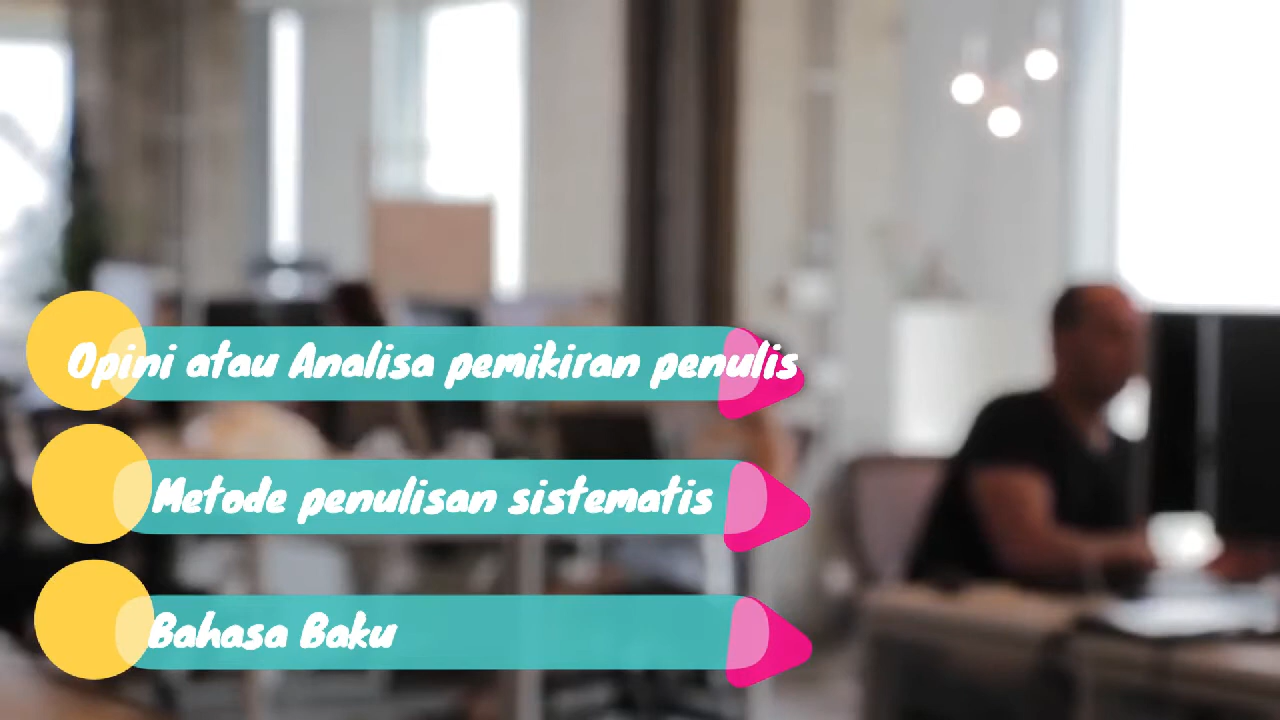 Opini atau Analisa pemikiran penulis
Metode penulisan sistematis
Bahasa Baku